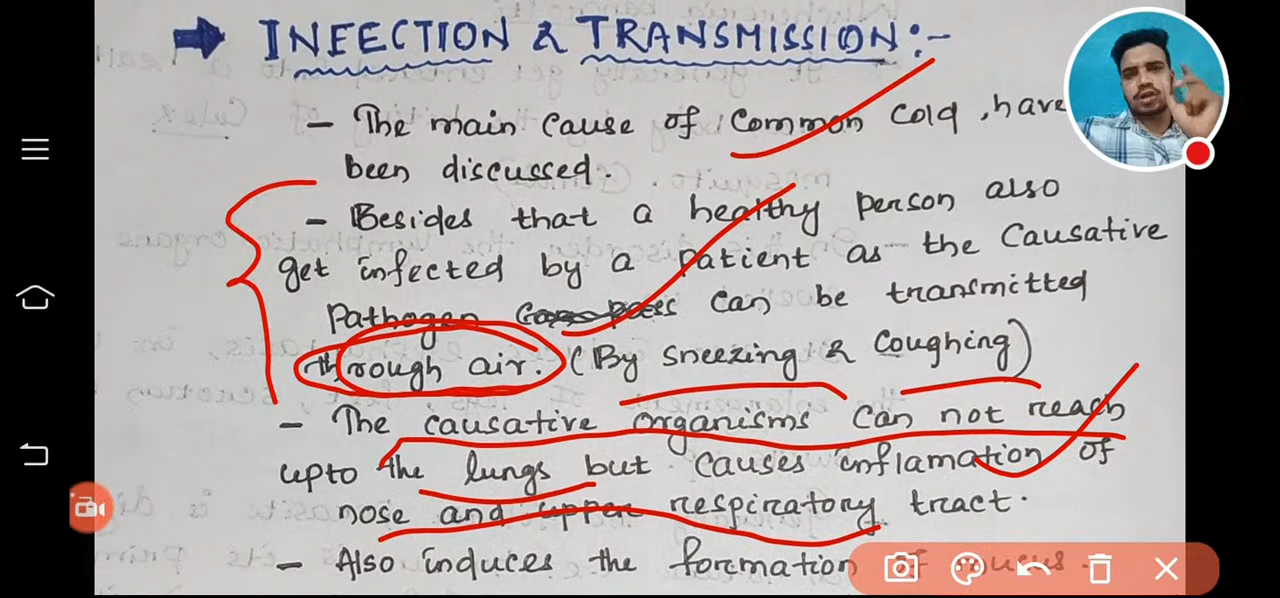 INFECTION & TRANSMISSION :-
- The main cause of common cold, have
been discussed.
- Besides that a healthy person also
get infected by a patient as the causative
pathogen can be transmitted
through air. (By sneezing & coughing)
- The causative organisms can not reach
upto the lungs but causes inflamation of
nose and upper respiratory tract.
- Also induces the formation of mucus.